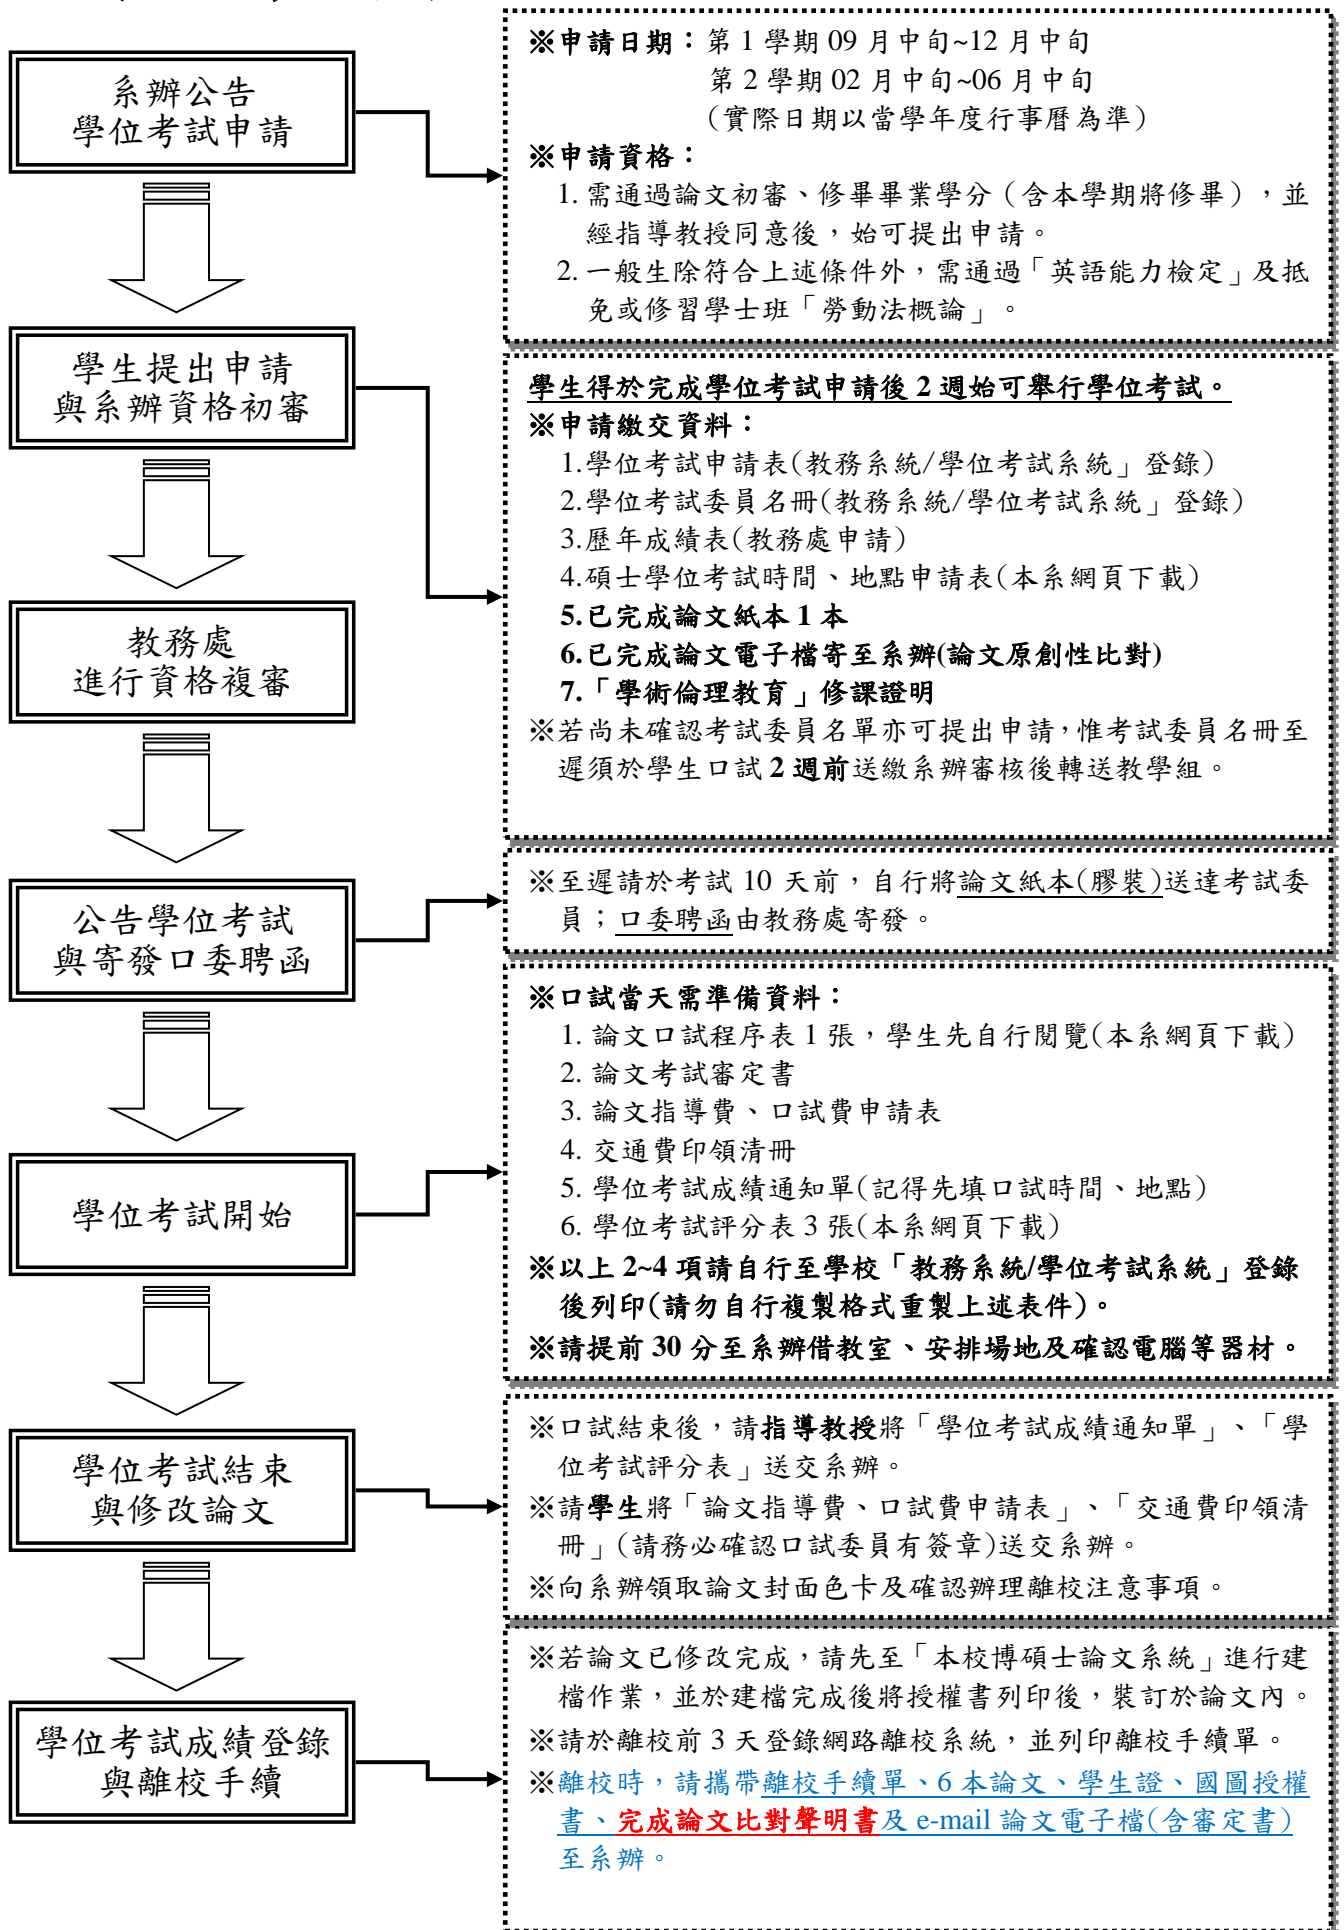 系辦公告
學位考試申請
※申請日期：第 1 學期 09 月中旬~12 月中旬
第 2 學期 02 月中旬~06 月中旬
（實際日期以當學年度行事曆為準）
※申請資格：
1. 需通過論文初審、修畢畢業學分（含本學期將修畢），並
經指導教授同意後，始可提出申請。
2. 一般生除符合上述條件外，需通過「英語能力檢定」及抵
免或修習學士班「勞動法概論」。
學生提出申請
與系辦資格初審
學生得於完成學位考試申請後 2 週始可舉行學位考試。
※申請繳交資料：
1.學位考試申請表(教務系統/學位考試系統」登錄)
2.學位考試委員名冊(教務系統/學位考試系統」登錄)
3.歷年成績表(教務處申請)
4.碩士學位考試時間、地點申請表(本系網頁下載)
5.已完成論文紙本 1 本
6.已完成論文電子檔寄至系辦(論文原創性比對)
7.「學術倫理教育」修課證明
※若尚未確認考試委員名單亦可提出申請，惟考試委員名冊至
遲須於學生口試 2 週前送繳系辦審核後轉送教學組。
教務處
進行資格複審
公告學位考試
與寄發口委聘函
※至遲請於考試 10 天前，自行將論文紙本(膠裝)送達考試委
員；口委聘函由教務處寄發。
學位考試開始
※口試當天需準備資料：
1. 論文口試程序表 1 張，學生先自行閱覽(本系網頁下載)
2. 論文考試審定書
3. 論文指導費、口試費申請表
4. 交通費印領清冊
5. 學位考試成績通知單(記得先填口試時間、地點)
6. 學位考試評分表 3 張(本系網頁下載)
※以上 2~4 項請自行至學校「教務系統/學位考試系統」登錄
後列印(請勿自行複製格式重製上述表件)。
※請提前 30 分至系辦借教室、安排場地及確認電腦等器材。
學位考試結束
與修改論文
※口試結束後，請指導教授將「學位考試成績通知單」、「學
位考試評分表」送交系辦。
※請學生將「論文指導費、口試費申請表」、「交通費印領清
冊」(請務必確認口試委員有簽章)送交系辦。
※向系辦領取論文封面色卡及確認辦理離校注意事項。
學位考試成績登錄
與離校手續
※若論文已修改完成，請先至「本校博碩士論文系統」進行建
檔作業，並於建檔完成後將授權書列印後，裝訂於論文內。
※請於離校前 3 天登錄網路離校系統，並列印離校手續單。
※離校時，請攜帶離校手續單、6 本論文、學生證、國圖授權
書、完成論文比對聲明書及 e-mail 論文電子檔(含審定書)
至系辦。